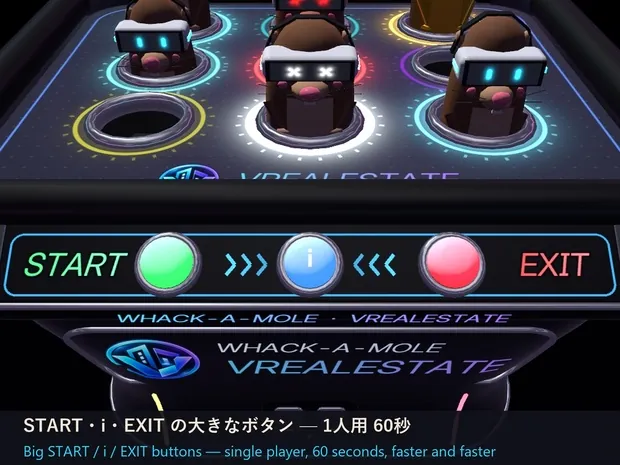 VREALESTATE
START >>> i <<< EXIT
WHACK-A-MOLE · VREALESTATE
WHACK-A-MOLE
VREALESTATE
START・i・EXIT の大きなボタン — 1人用 60秒
Big START / i / EXIT buttons — single player, 60 seconds, faster and faster